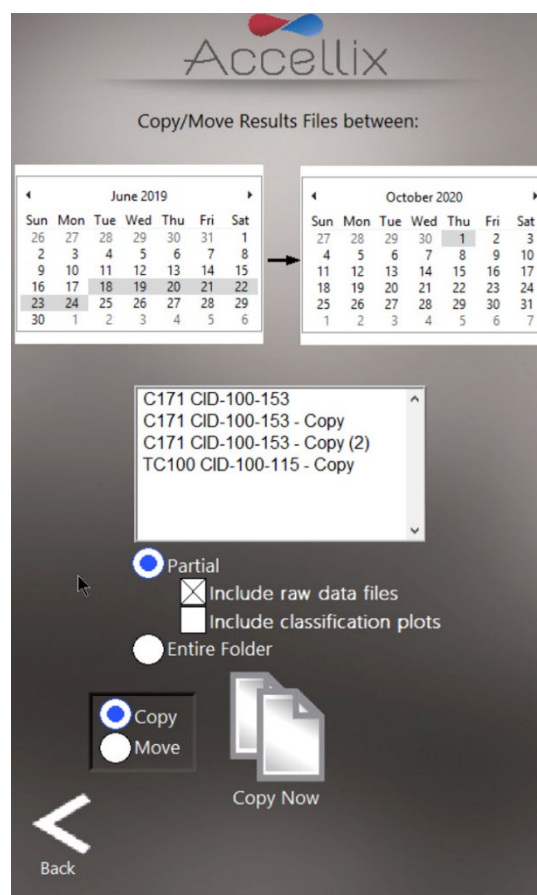 Accellix
Copy/Move Results Files between:
June 2019
Sun Mon Tue Wed Thu Fri Sat
26 27 28 29 30 31 1
2 3 4 5 6 7 8
9 10 11 12 13 14 15
16 17 18 19 20 21 22
23 24 25 26 27 28 29
30 1 2 3 4 5 6
October 2020
Sun Mon Tue Wed Thu Fri Sat
27 28 29 30 1 2 3
4 5 6 7 8 9 10
11 12 13 14 15 16 17
18 19 20 21 22 23 24
25 26 27 28 29 30 31
1 2 3 4 5 6 7
C171 CID-100-153
C171 CID-100-153 - Copy
C171 CID-100-153 - Copy (2)
TC100 CID-100-115 - Copy
Partial
Include raw data files
Include classification plots
Entire Folder
Copy
Move
Copy Now
Back